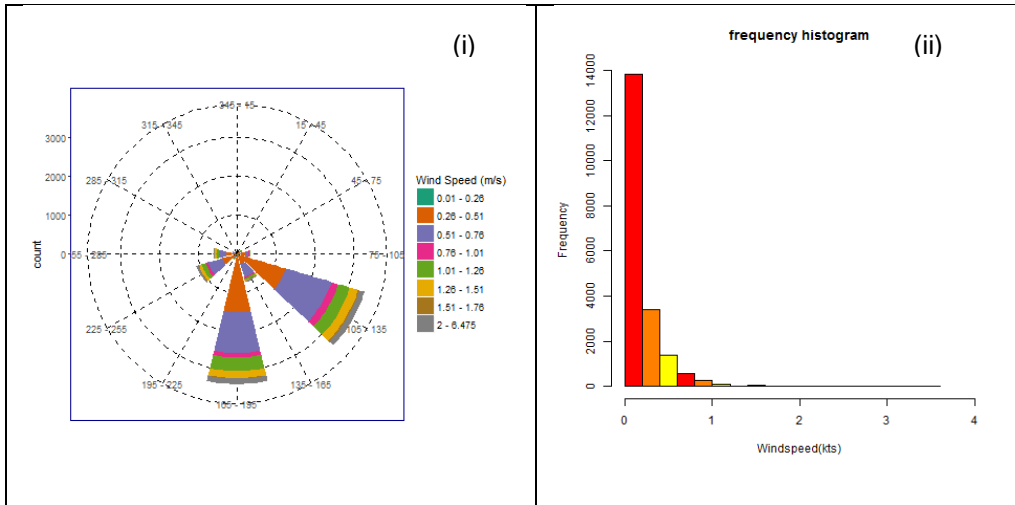 (i)
345 - 15
315 - 345
15 - 45
3000
285 - 315
45 - 75
2000
1000
0
55 - 285
75 - 105
count
225 - 255
105 - 135
195 - 225
135 - 165
165 - 195
Wind Speed (m/s)
0.01 - 0.26
0.26 - 0.51
0.51 - 0.76
0.76 - 1.01
1.01 - 1.26
1.26 - 1.51
1.51 - 1.76
2 - 6.475
frequency histogram
(ii)
14000
12000
10000
8000
6000
4000
2000
0
Frequency
0
1
2
3
4
Windspeed(kts)